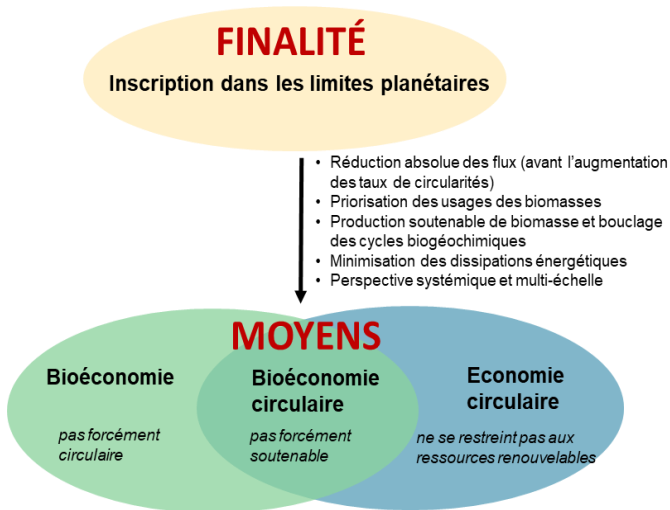 FINALITÉ
Inscription dans les limites planétaires
• Réduction absolue des flux (avant l'augmentation
des taux de circularités)
• Priorisation des usages des biomasses
• Production soutenable de biomasse et bouclage
des cycles biogéochimiques
• Minimisation des dissipations énergétiques
• Perspective systémique et multi-échelle
MOYENS
Bioéconomie
pas forcément
circulaire
Bioéconomie
circulaire
pas forcément
soutenable
Economie
circulaire
ne se restreint pas aux
ressources renouvelables